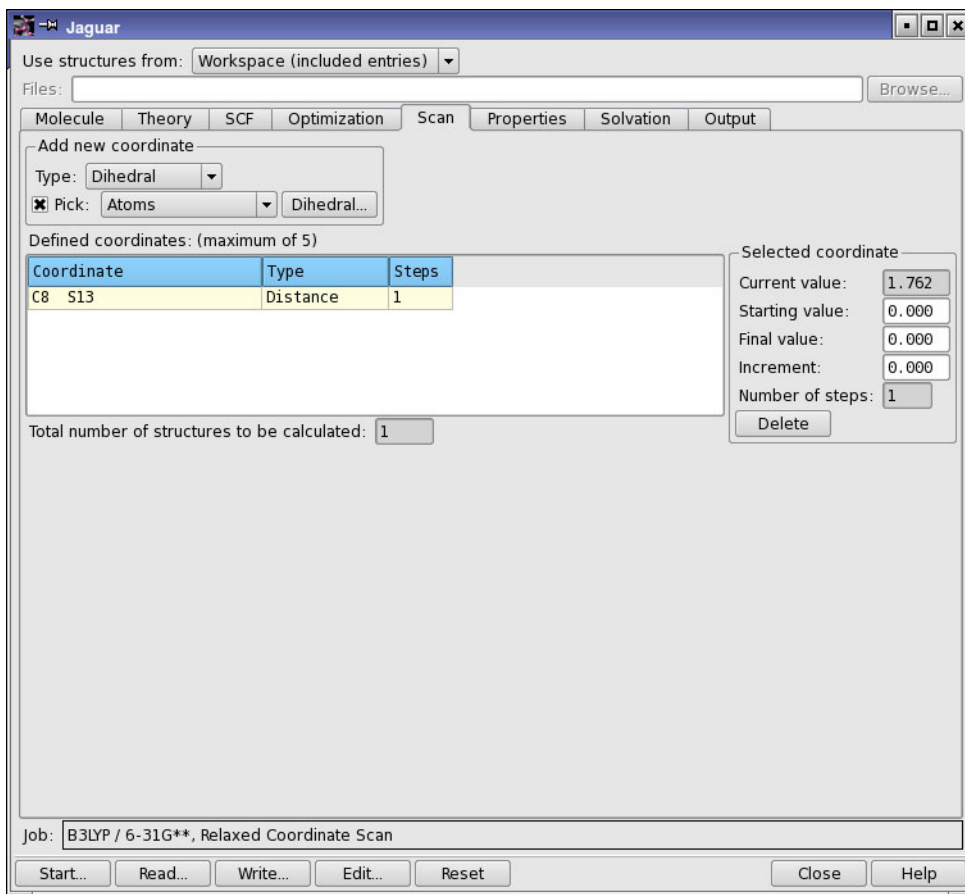 Jaguar
Use structures from: Workspace (included entries)
Files: Browse...
Molecule Theory SCF Optimization Scan Properties Solvation Output
Add new coordinate
Type: Dihedral
Pick: Atoms Dihedral...
Defined coordinates: (maximum of 5)
Coordinate Type Steps
C8 S13 Distance 1
Selected coordinate
Current value: 1.762
Starting value: 0.000
Final value: 0.000
Increment: 0.000
Number of steps: 1
Delete
Total number of structures to be calculated: 1
Job: B3LYP / 6-31G**, Relaxed Coordinate Scan
Start... Read... Write... Edit... Reset Close Help